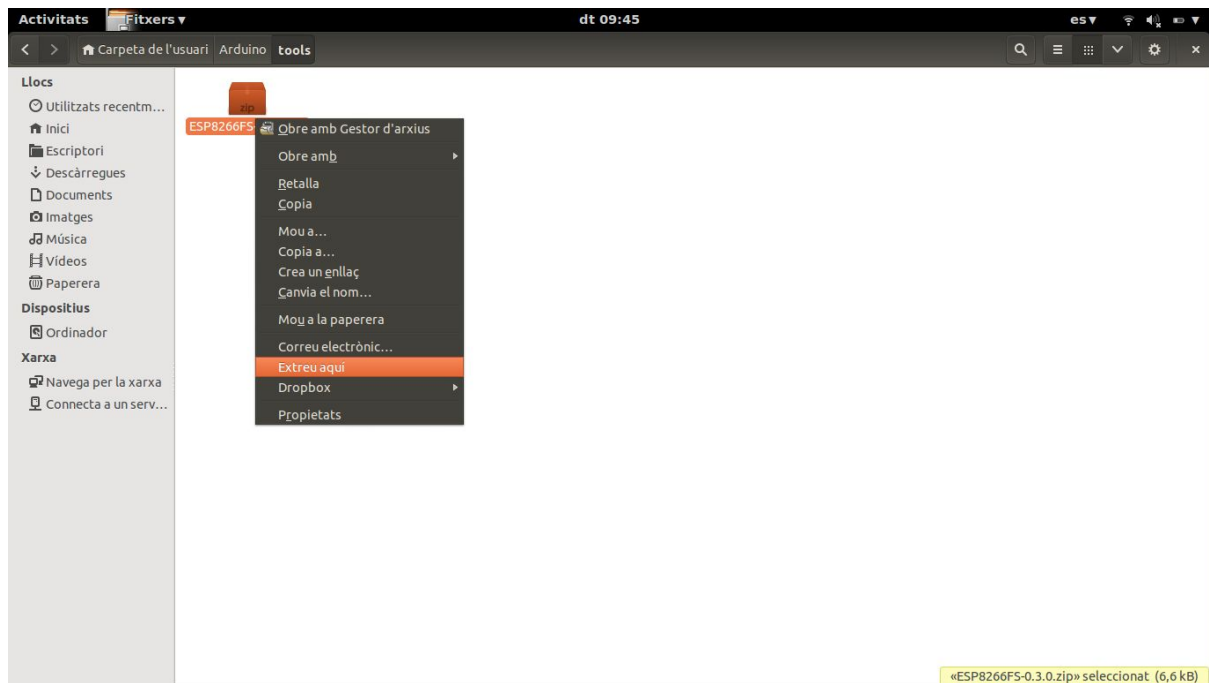 Activitats Fitxers dt 09:45 es
Carpeta de l'usuari Arduino tools
Llocs
Utilitzats recentm...
Inici
Escriptori
Descàrregues
Documents
Imatges
Música
Vídeos
Paperera
Dispositius
Ordinador
Xarxa
Navega per la xarxa
Connecta a un serv...
zip
ESP8266FS-
Obre amb Gestor d'arxius
Obre amb
Retalla
Copia
Mou a...
Copia a...
Crea un enllaç
Canvia el nom...
Mou a la paperera
Correu electrònic...
Extreu aquí
Dropbox
Propietats
«ESP8266FS-0.3.0.zip» seleccionat (6,6 kB)